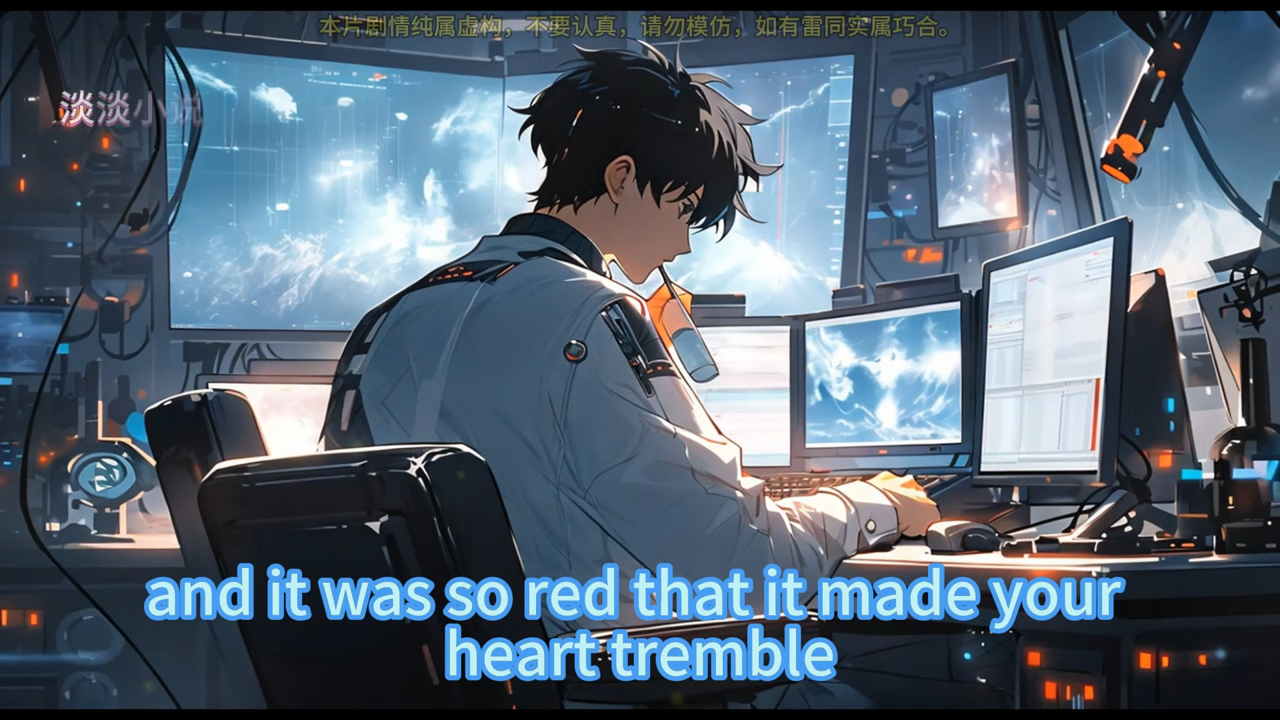 本片剧情纯属虚构，不要认真，请勿模仿，如有雷同实属巧合。
淡淡小说
and it was so red that it made your
heart tremble